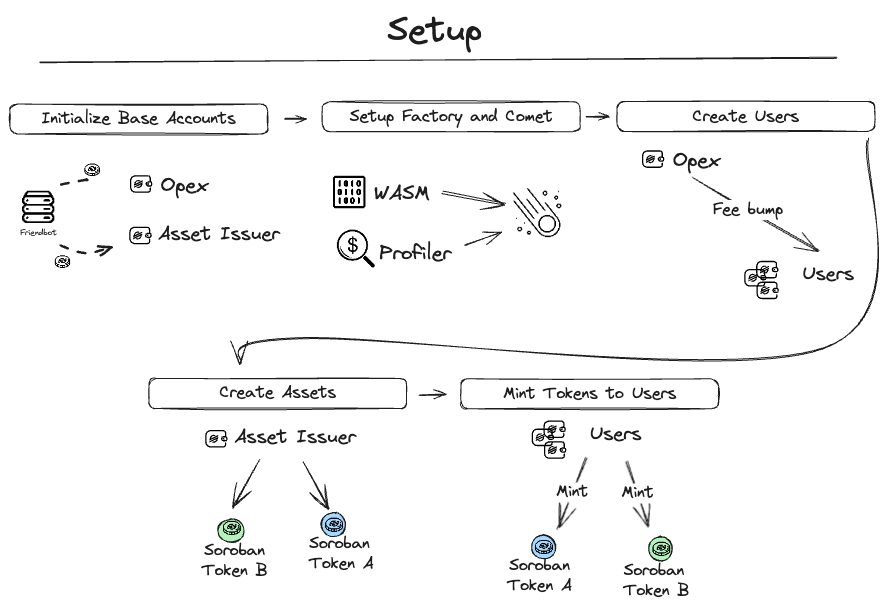 Setup
Initialize Base Accounts
Setup Factory and Comet
Create Users
Friendbot
Opex
Asset Issuer
1010
0110
1001
WASM
$
Profiler
Opex
Fee bump
Users
Create Assets
Mint Tokens to Users
Asset Issuer
Soroban
Token B
Soroban
Token A
Users
Mint
Mint
Soroban
Token A
Soroban
Token B